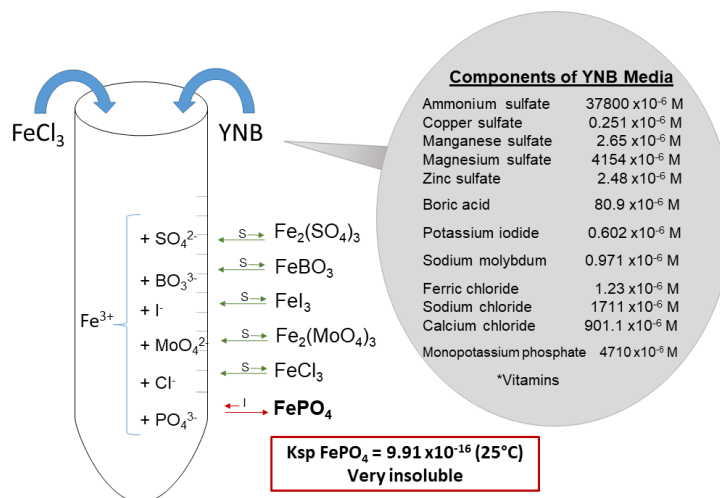 FeCl3
YNB
Fe3+
+ SO42-
S
Fe2(SO4)3
+ BO33-
S
FeBO3
+ I-
S
FeI3
+ MoO42-
S
Fe2(MoO4)3
+ Cl-
S
FeCl3
+ PO43-
I
FePO4
Ksp FePO4 = 9.91 x10-16 (25°C)
Very insoluble
Components of YNB Media
Ammonium sulfate 37800 x10-6 M
Copper sulfate 0.251 x10-6 M
Manganese sulfate 2.65 x10-6 M
Magnesium sulfate 4154 x10-6 M
Zinc sulfate 2.48 x10-6 M
Boric acid 80.9 x10-6 M
Potassium iodide 0.602 x10-6 M
Sodium molybdum 0.971 x10-6 M
Ferric chloride 1.23 x10-6 M
Sodium chloride 1711 x10-6 M
Calcium chloride 901.1 x10-6 M
Monopotassium phosphate 4710 x10-6 M
*Vitamins